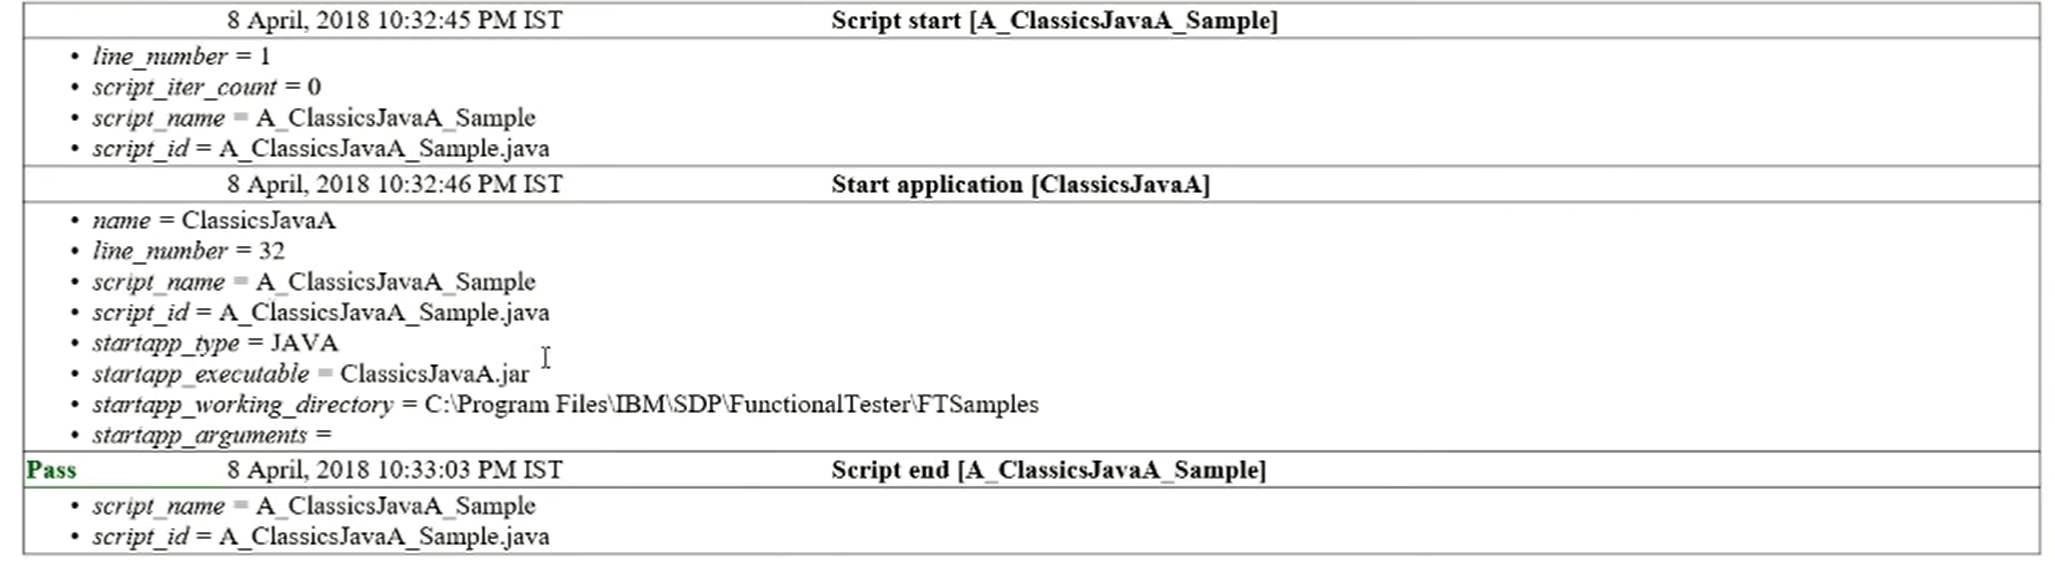 8 April, 2018 10:32:45 PM IST Script start [A_ClassicsJavaA_Sample]
• line_number = 1
• script_iter_count = 0
• script_name = A_ClassicsJavaA_Sample
• script_id = A_ClassicsJavaA_Sample.java
8 April, 2018 10:32:46 PM IST Start application [ClassicsJavaA]
• name = ClassicsJavaA
• line_number = 32
• script_name = A_ClassicsJavaA_Sample
• script_id = A_ClassicsJavaA_Sample.java
• startapp_type = JAVA
• startapp_executable = ClassicsJavaA.jar
• startapp_working_directory = C:\Program Files\IBM\SDP\FunctionalTester\FTSamples
• startapp_arguments =
Pass 8 April, 2018 10:33:03 PM IST Script end [A_ClassicsJavaA_Sample]
• script_name = A_ClassicsJavaA_Sample
• script_id = A_ClassicsJavaA_Sample.java